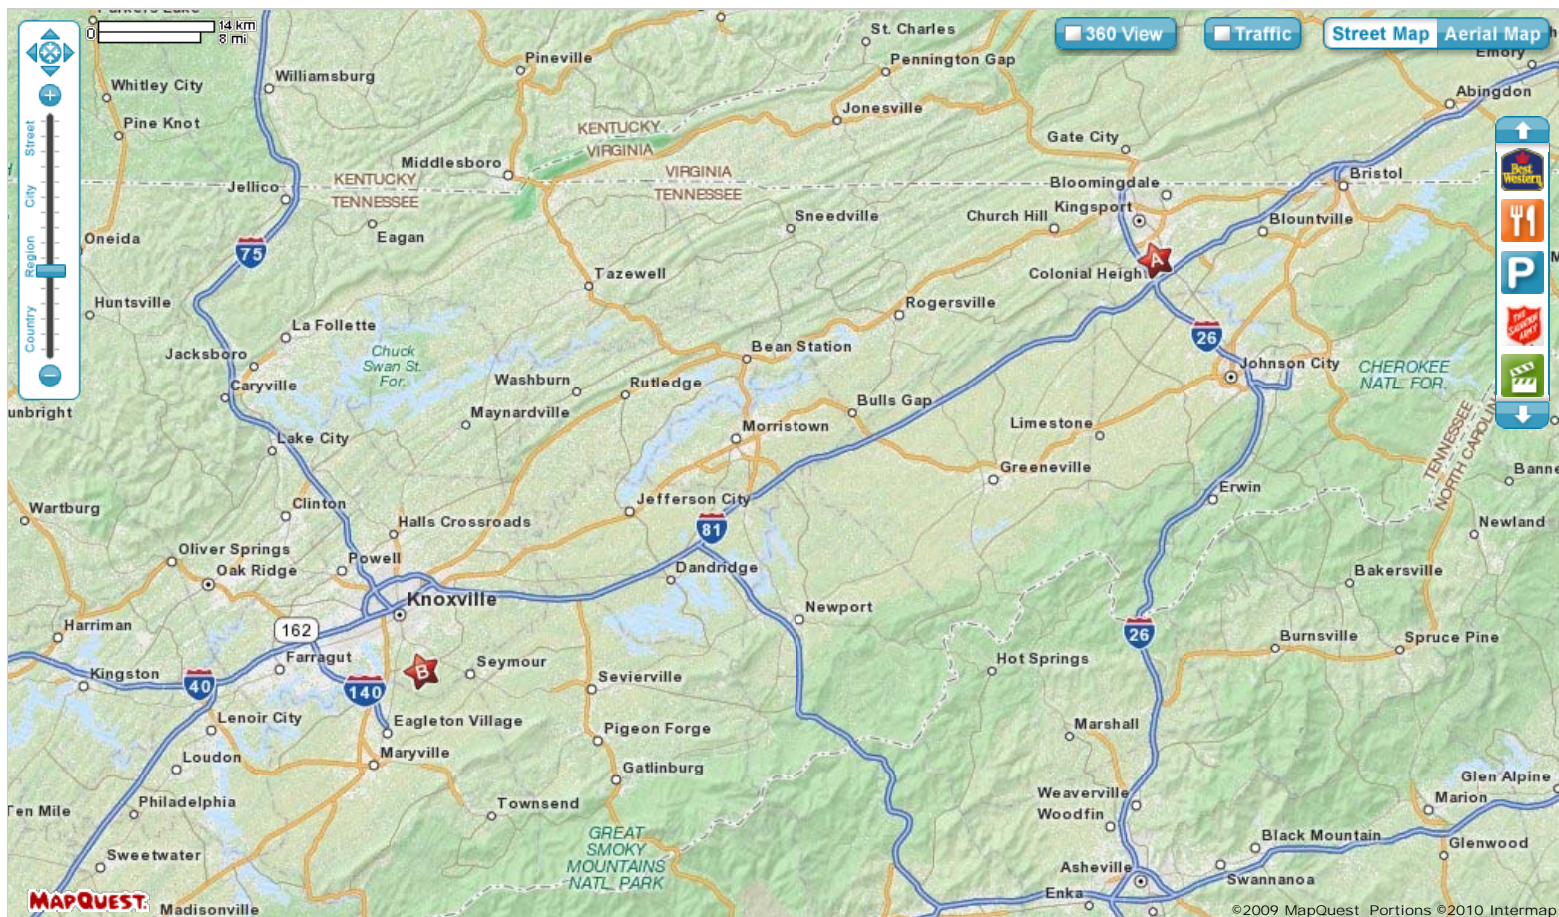 14 km
0
8 mi
St. Charles
360 View
Traffic
Street Map
Aerial Map
Pineville
Pennington Gap
Emory
Williamsburg
Whitley City
Abingdon
Jonesville
Pine Knot
Street
KENTUCKY
VIRGINIA
Gate City
Middlesboro
VIRGINIA
TENNESSEE
KENTUCKY
TENNESSEE
Jellico
City
Bloomingdale
Bristol
Best Western
Kingsport
Church Hill
Sneedville
Blountville
Oneida
Eagan
Region
75
A
Colonial Height
P
Tazewell
Huntsville
Rogersville
Country
La Follette
THE SALVATION ARMY
26
Bean Station
Jacksboro
Chuck
Swan St.
For.
Johnson City
CHEROKEE
NATL. FOR.
Caryville
Washburn
Rutledge
unbright
Maynardville
Bulls Gap
Limestone
Morristown
Lake City
TENNESSEE
NORTH CAROLIN
Greeneville
Banne
Erwin
Wartburg
Clinton
Jefferson City
Halls Crossroads
81
Newland
Oliver Springs
Powell
Oak Ridge
Dandridge
Bakersville
Knoxville
Newport
Harriman
162
26
Burnsville
Spruce Pine
Farragut
Seymour
Hot Springs
Kingston
B
40
140
Sevierville
Lenoir City
Eagleton Village
Marshall
Pigeon Forge
Maryville
Loudon
Gatlinburg
Glen Alpine
Weaverville
Marion
Ten Mile
Philadelphia
Townsend
Woodfin
GREAT
SMOKY
MOUNTAINS
NATL. PARK
Black Mountain
Glenwood
Sweetwater
Asheville
Swannanoa
Enka
MAPQUEST.
Madisonville
©2009 MapQuest Portions ©2010 Intermap